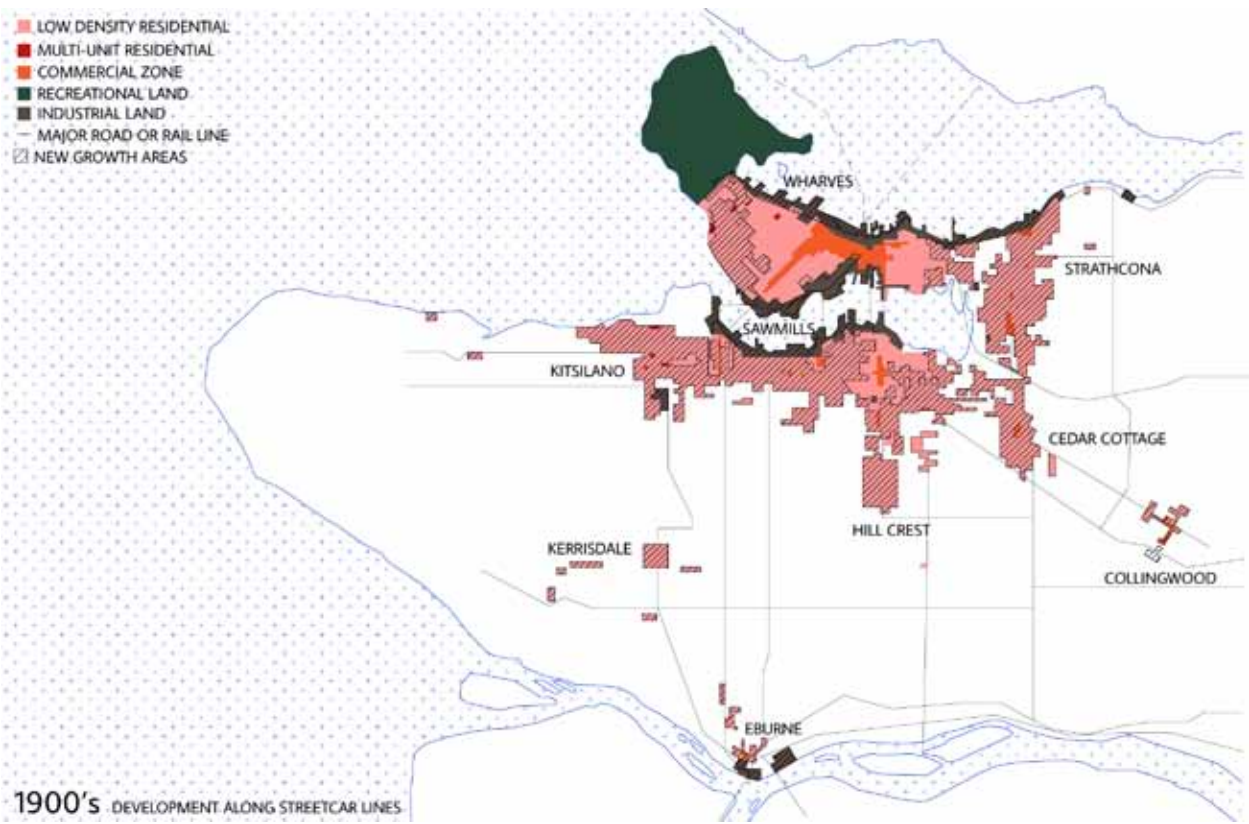 LOW DENSITY RESIDENTIAL
MULTI-UNIT RESIDENTIAL
COMMERCIAL ZONE
RECREATIONAL LAND
INDUSTRIAL LAND
MAJOR ROAD OR RAIL LINE
NEW GROWTH AREAS
WHARVES
STRATHCONA
SAWMILLS
KITSILANO
CEDAR COTTAGE
HILL CREST
KERRISDALE
COLLINGWOOD
EBURNE
1900's DEVELOPMENT ALONG STREETCAR LINES